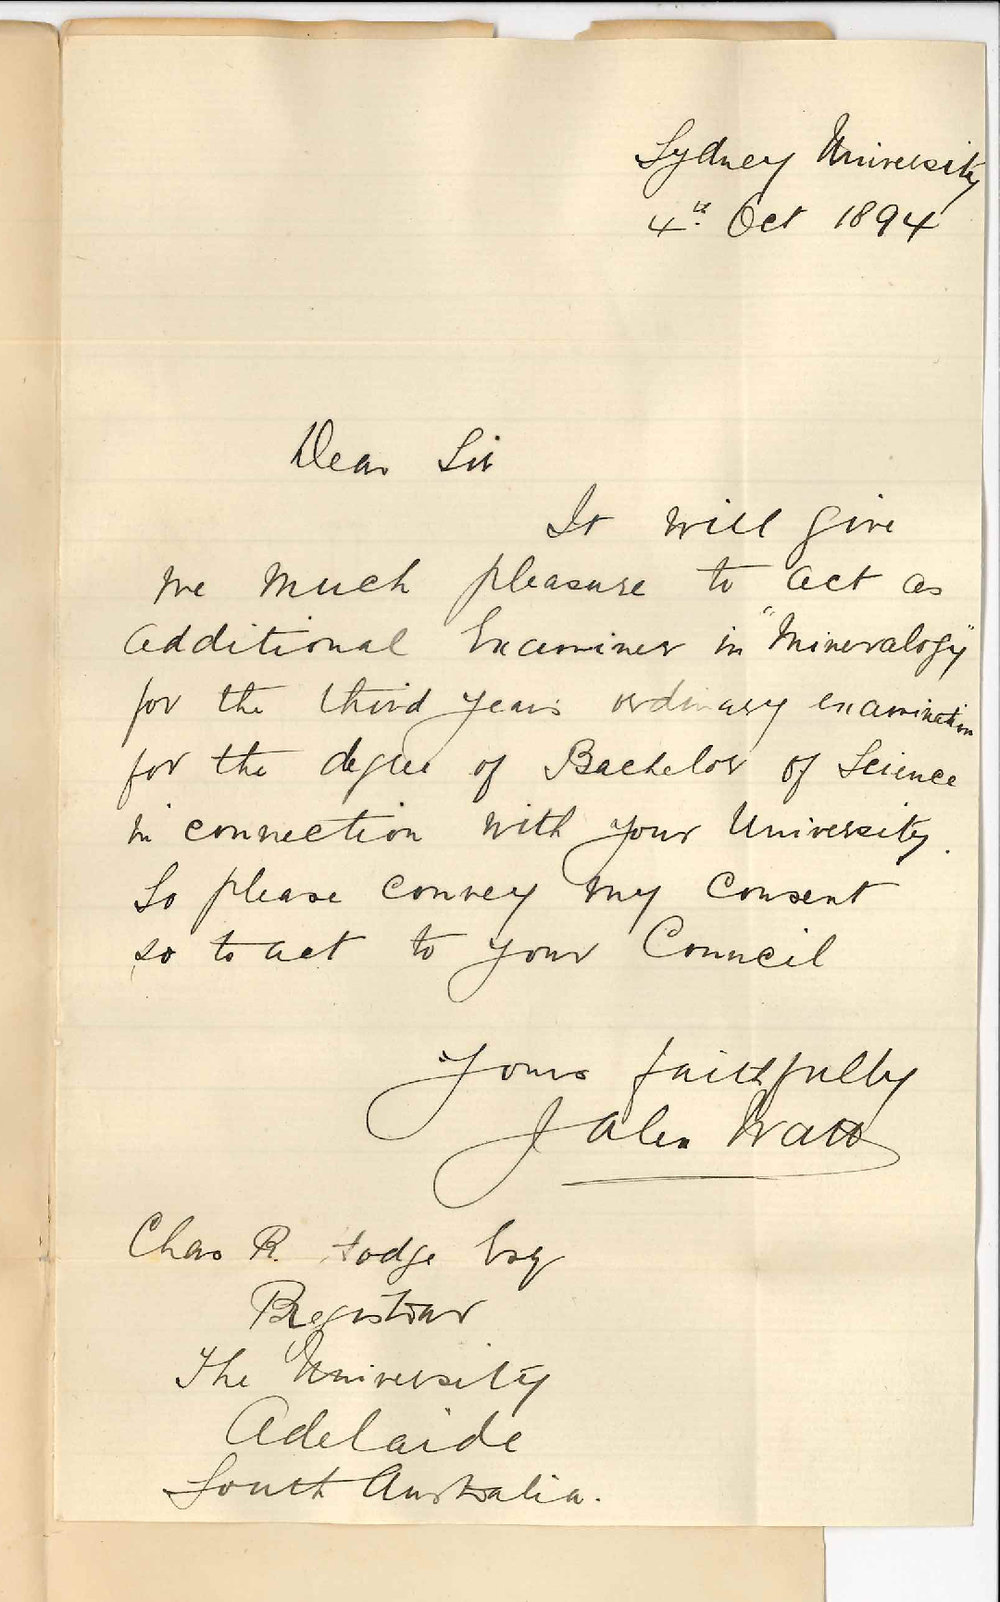 Sydney University
4th Oct 1894
Dear Sir
It will give
me much pleasure to act as
additional Examiner in "Mineralogy"
for the third years ordinary examination
for the degree of Bachelor of Science
in connection with your University.
So please convey my consent
so to act to your Council
Yours faithfully
J Alex Watt
Chas R. Hodge Esq
Registrar
The University
Adelaide
South Australia.